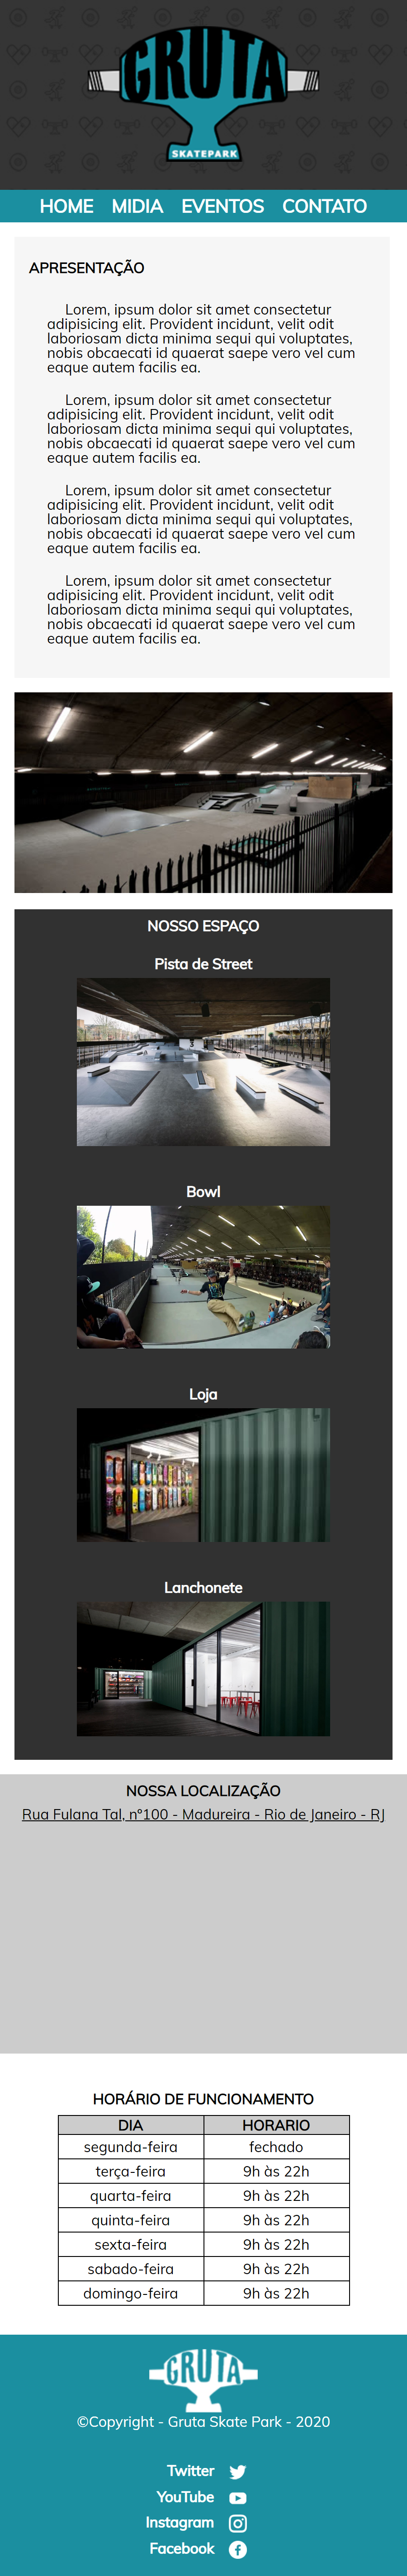 GRUTA
SKATEPARK
HOME MIDIA EVENTOS CONTATO
APRESENTAÇÃO
Lorem, ipsum dolor sit amet consectetur
adipisicing elit. Provident incidunt, velit odit
laboriosam dicta minima sequi qui voluptates,
nobis obcaecati id quaerat saepe vero vel cum
eaque autem facilis ea.
Lorem, ipsum dolor sit amet consectetur
adipisicing elit. Provident incidunt, velit odit
laboriosam dicta minima sequi qui voluptates,
nobis obcaecati id quaerat saepe vero vel cum
eaque autem facilis ea.
Lorem, ipsum dolor sit amet consectetur
adipisicing elit. Provident incidunt, velit odit
laboriosam dicta minima sequi qui voluptates,
nobis obcaecati id quaerat saepe vero vel cum
eaque autem facilis ea.
Lorem, ipsum dolor sit amet consectetur
adipisicing elit. Provident incidunt, velit odit
laboriosam dicta minima sequi qui voluptates,
nobis obcaecati id quaerat saepe vero vel cum
eaque autem facilis ea.
NOSSO ESPAÇO
Pista de Street
Bowl
Loja
Lanchonete
NOSSA LOCALIZAÇÃO
Rua Fulana Tal, nº100 - Madureira - Rio de Janeiro - RJ
HORÁRIO DE FUNCIONAMENTO
DIA HORARIO
segunda-feira fechado
terça-feira 9h às 22h
quarta-feira 9h às 22h
quinta-feira 9h às 22h
sexta-feira 9h às 22h
sabado-feira 9h às 22h
domingo-feira 9h às 22h
GRUTA
©Copyright - Gruta Skate Park - 2020
Twitter
YouTube
Instagram
Facebook